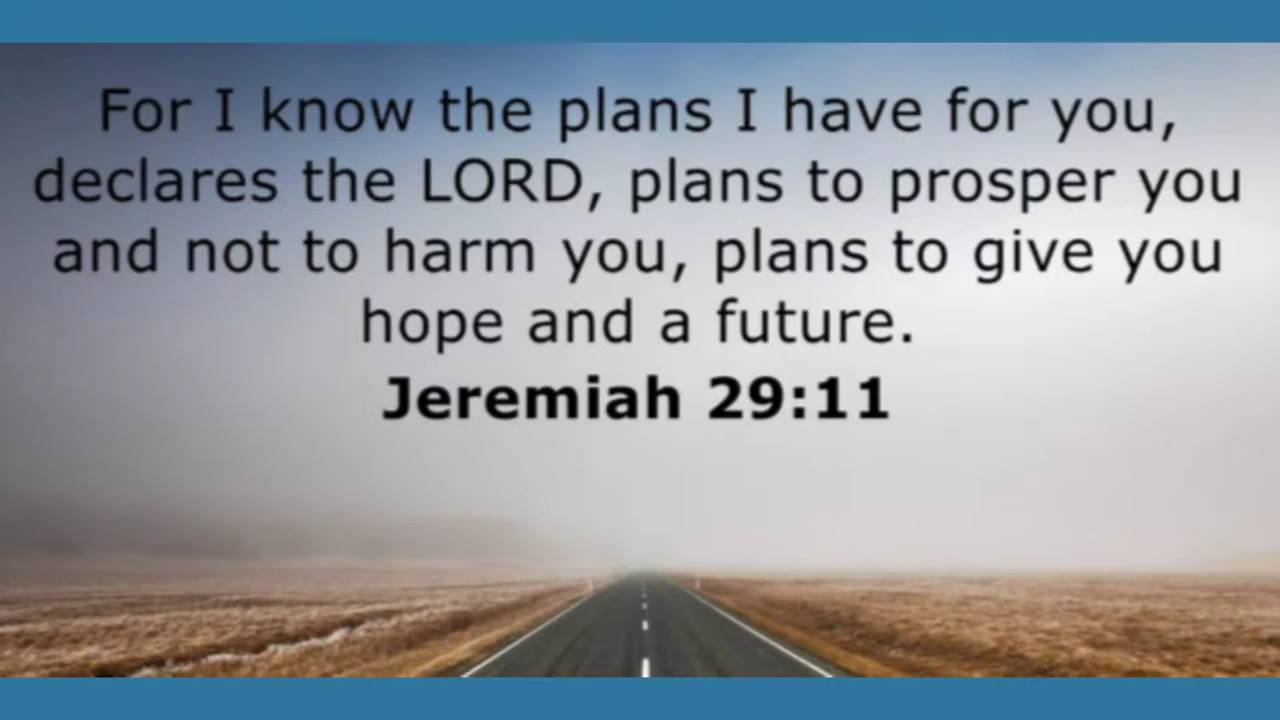 For I know the plans I have for you,
declares the LORD, plans to prosper you
and not to harm you, plans to give you
hope and a future.
Jeremiah 29:11